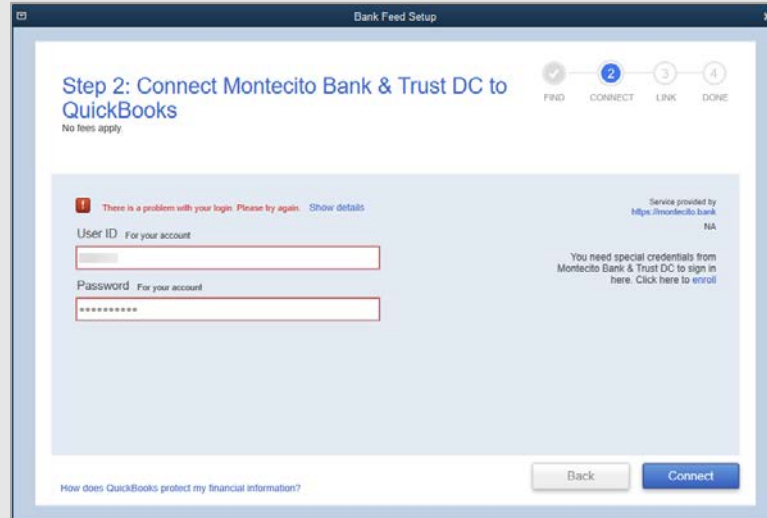 Bank Feed Setup
Step 2: Connect Montecito Bank & Trust DC to
QuickBooks
No fees apply
2
3
4
FIND
CONNECT
LINK
DONE
! There is a problem with your login. Please try again. Show details
User ID For your account
Password For your account
Service provided by
https://montecito.bank
NA
You need special credentials from
Montecito Bank & Trust DC to sign in
here. Click here to enroll
Back
Connect
How does QuickBooks protect my financial information?